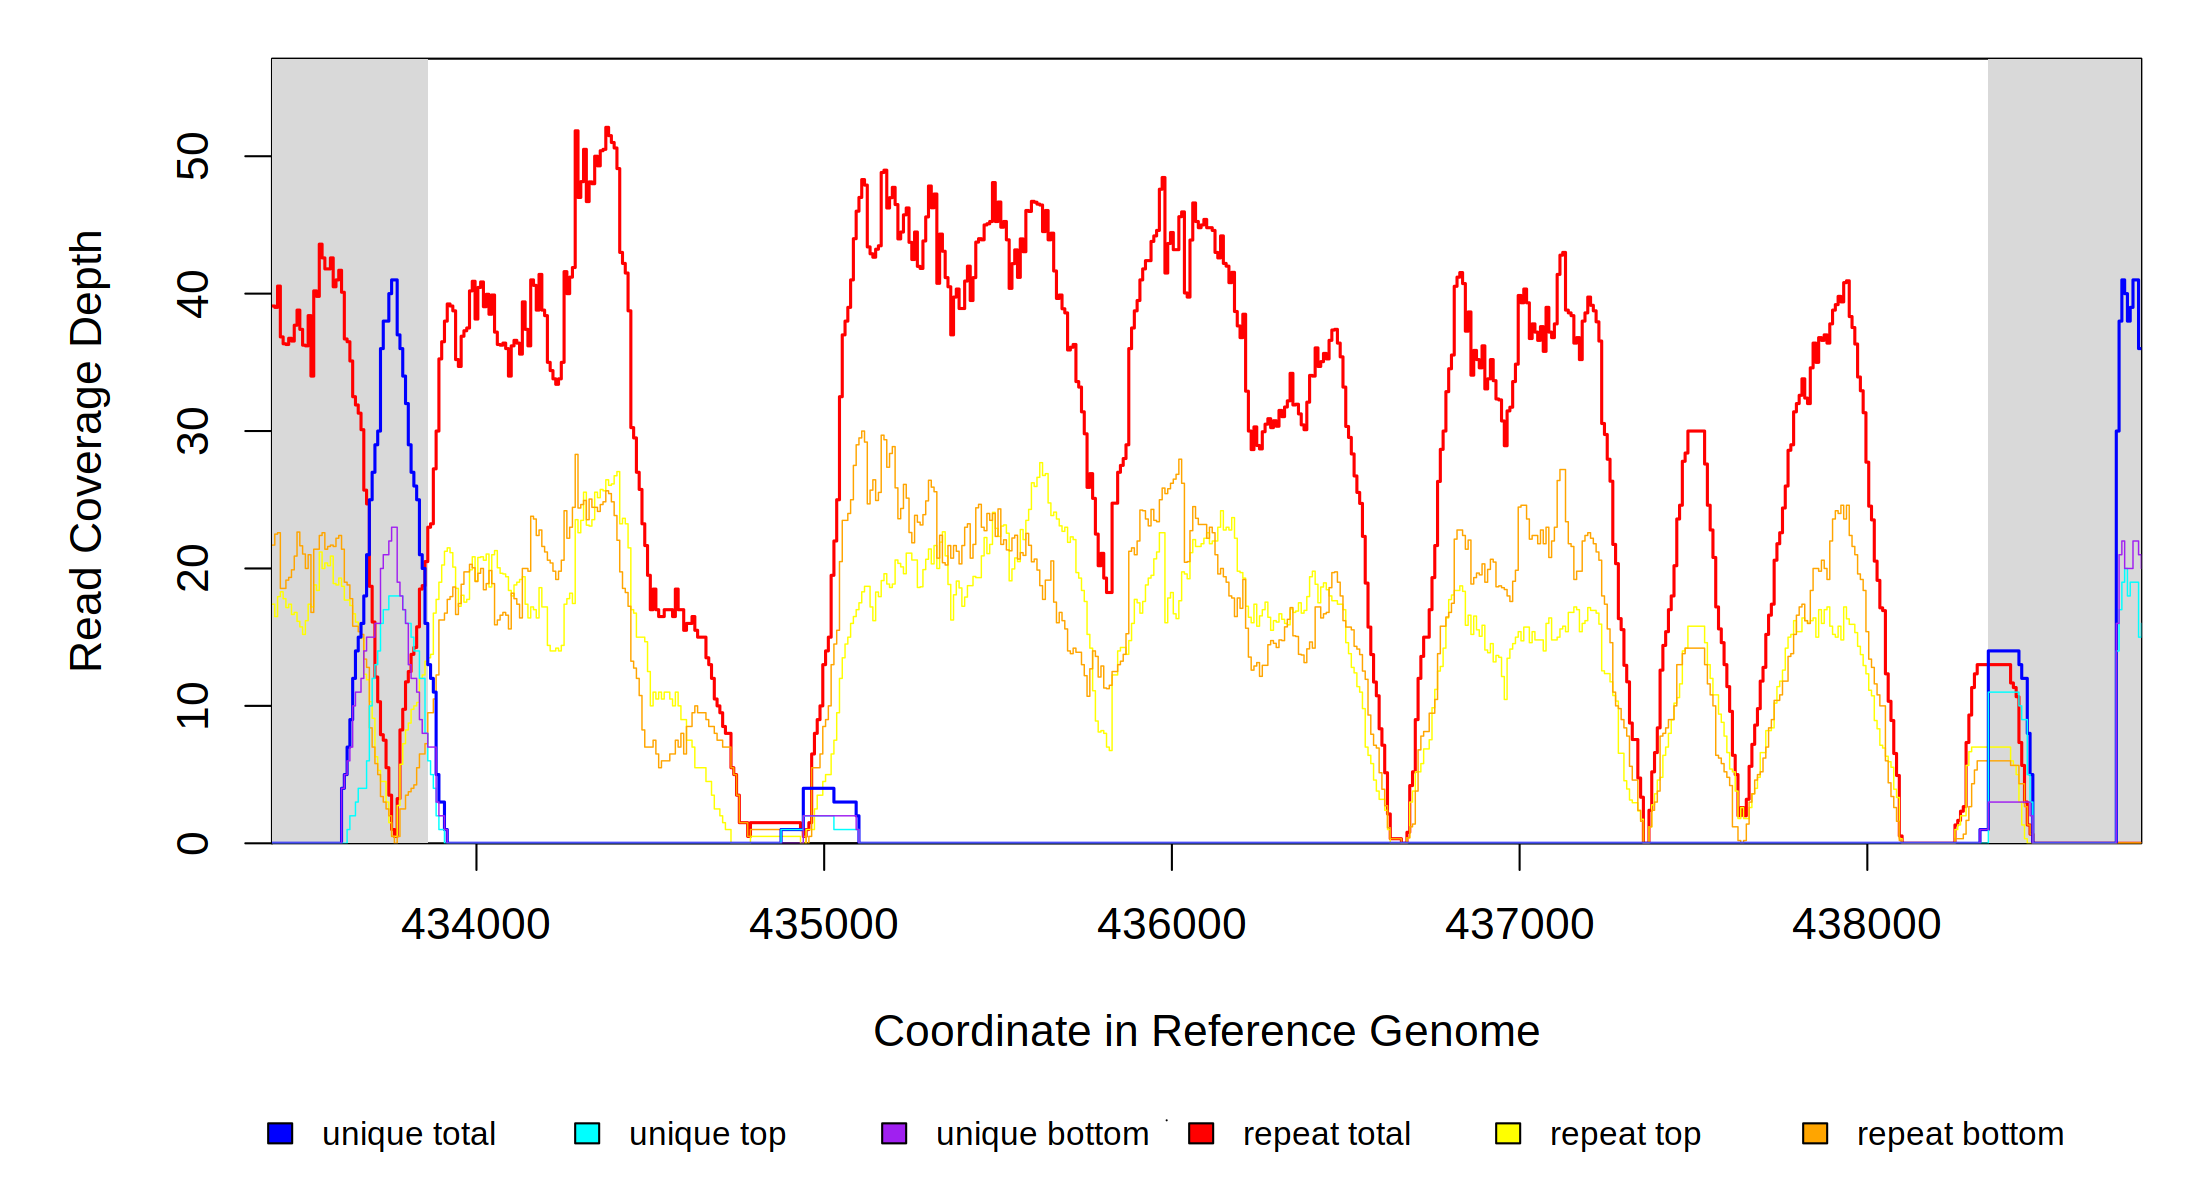 Read Coverage Depth
50
40
30
20
10
0
434000 435000 436000 437000 438000
Coordinate in Reference Genome
unique total unique top unique bottom repeat total repeat top repeat bottom